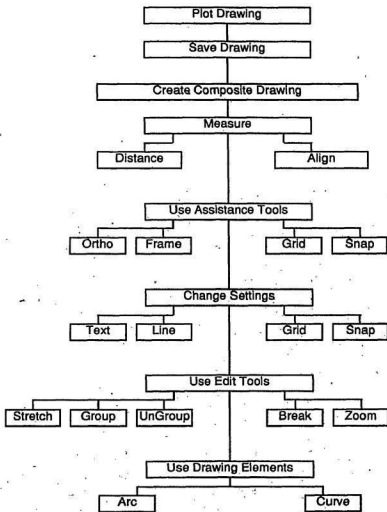 Plot Drawing
Save Drawing
Create Composite Drawing
Measure
Distance Align
Use Assistance Tools
Ortho Frame Grid Snap
Change Settings
Text Line Grid Snap
Use Edit Tools
Stretch Group UnGroup Break Zoom
Use Drawing Elements
Arc Curve